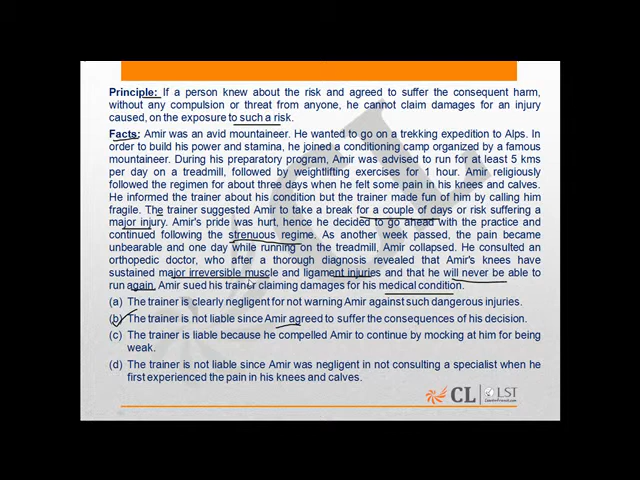 Principle: If a person knew about the risk and agreed to suffer the consequent harm,
without any compulsion or threat from anyone, he cannot claim damages for an injury
caused, on the exposure to such a risk.
Facts: Amir was an avid mountaineer. He wanted to go on a trekking expedition to Alps. In
order to build his power and stamina, he joined a conditioning camp organized by a famous
mountaineer. During his preparatory program, Amir was advised to run for at least 5 kms
per day on a treadmill, followed by weightlifting exercises for 1 hour. Amir religiously
followed the regimen for about three days when he felt some pain in his knees and calves.
He informed the trainer about his condition but the trainer made fun of him by calling him
fragile. The trainer suggested Amir to take a break for a couple of days or risk suffering a
major injury. Amir's pride was hurt, hence he decided to go ahead with the practice and
continued following the strenuous regime. As another week passed, the pain became
unbearable and one day while running on the treadmill, Amir collapsed. He consulted an
orthopedic doctor, who after a thorough diagnosis revealed that Amir's knees have
sustained major irreversible muscle and ligament injuries and that he will never be able to
run again. Amir sued his trainer claiming damages for his medical condition.
(a) The trainer is clearly negligent for not warning Amir against such dangerous injuries.
(b) The trainer is not liable since Amir agreed to suffer the consequences of his decision.
(c) The trainer is liable because he compelled Amir to continue by mocking at him for being
weak.
(d) The trainer is not liable since Amir was negligent in not consulting a specialist when he
first experienced the pain in his knees and calves.
CL LST